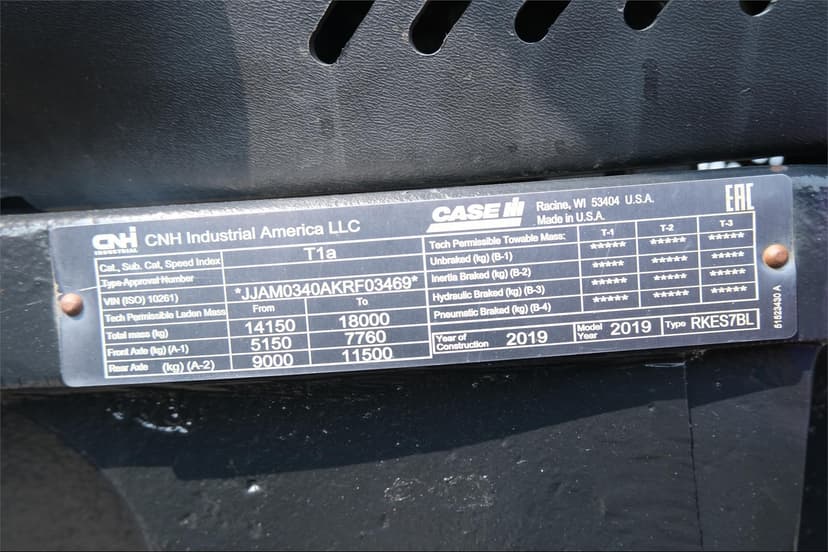 CNH INDUSTRIAL CNH Industrial America LLC
CASE IH Racine, WI 53404 U.S.A.
Made in U.S.A.
EAC
Cat., Sub. Cat, Speed Index T1a
Type-Approval Number
VIN (ISO) 10261) *JJAM0340AKRF03469*
Tech Permissible Laden Mass From To
Total mass (kg) 14150 18000
Front Axle (kg) (A-1) 5150 7760
Rear Axle (kg) (A-2) 9000 11500
Tech Permissible Towable Mass: T-1 T-2 T-3
Unbraked (kg) (B-1) ***** ***** *****
Inertia Braked (kg) (B-2) ***** ***** *****
Hydraulic Braked (kg) (B-3) ***** ***** *****
Pneumatic Braked (kg) (B-4) ***** ***** *****
Year of Construction 2019 Model Year 2019 Type RKES7BL
51523430 A